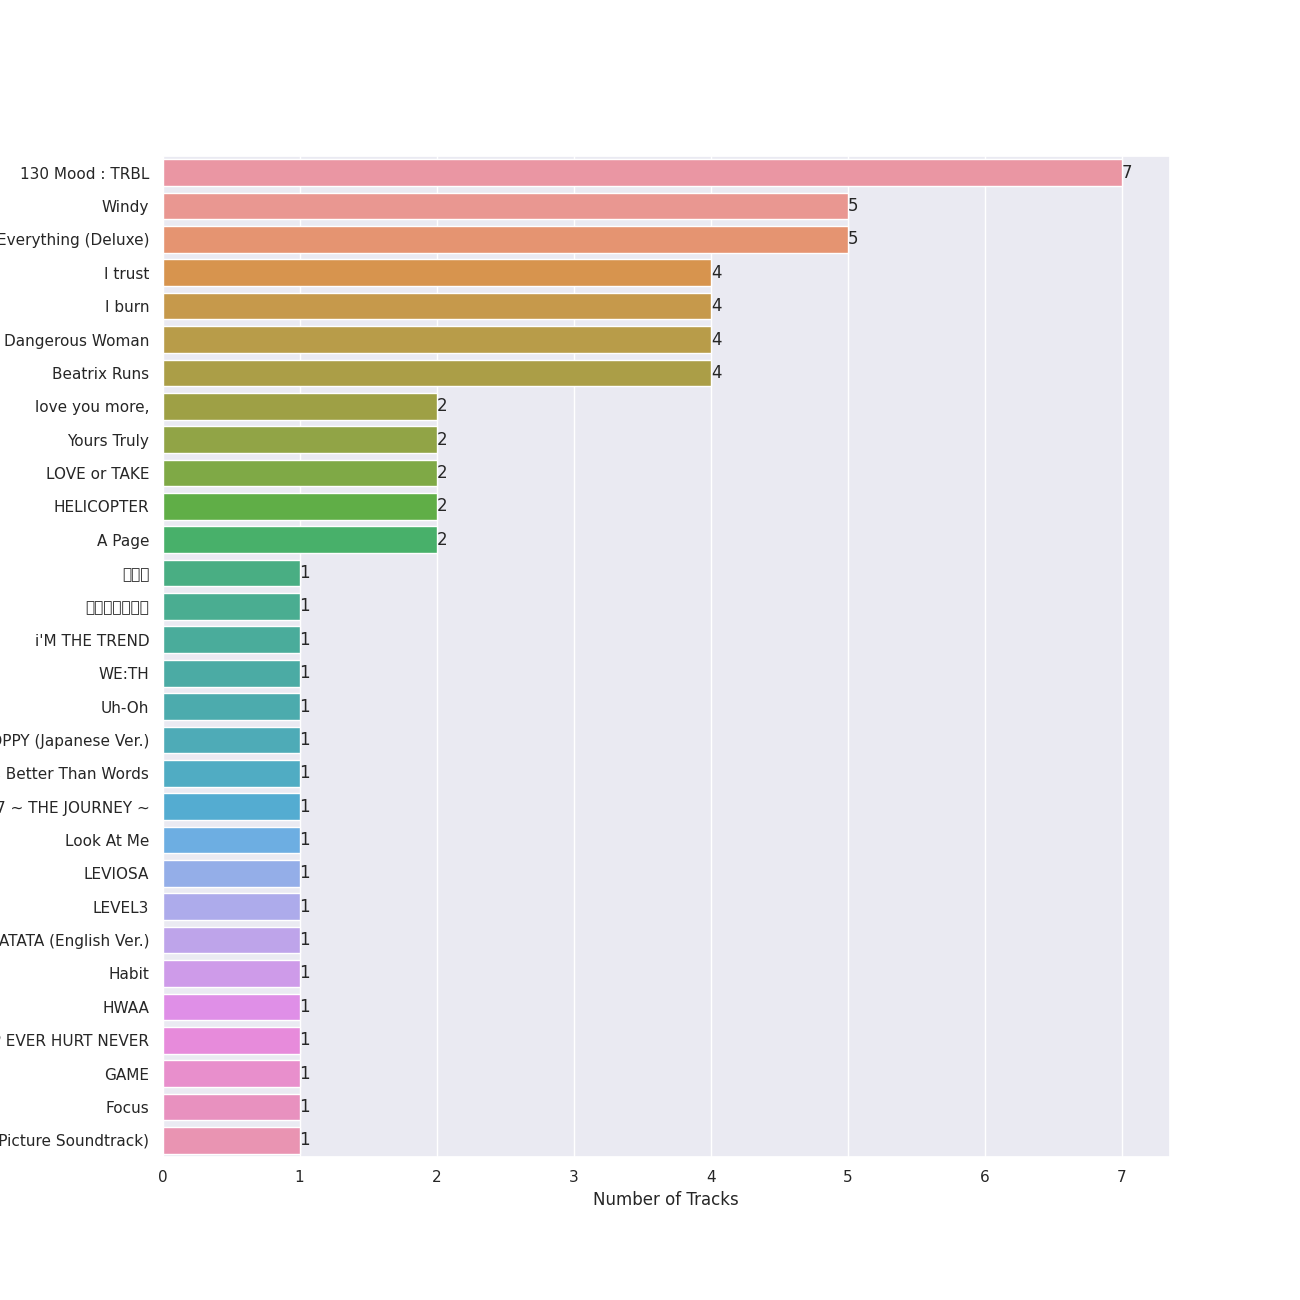 130 Mood : TRBL
7
Windy
5
Everything (Deluxe)
5
I trust
4
I burn
4
Dangerous Woman
4
Beatrix Runs
4
love you more,
2
Yours Truly
2
LOVE or TAKE
2
HELICOPTER
2
A Page
2
1
1
i'M THE TREND
1
WE:TH
1
Uh-Oh
1
(Japanese Ver.)
1
Better Than Words
1
7 ~ THE JOURNEY ~
1
Look At Me
1
LEVIOSA
1
LEVEL3
1
(English Ver.)
1
Habit
1
HWAA
1
EVER HURT NEVER
1
GAME
1
Focus
1
Picture Soundtrack)
1
0 1 2 3 4 5 6 7
Number of Tracks